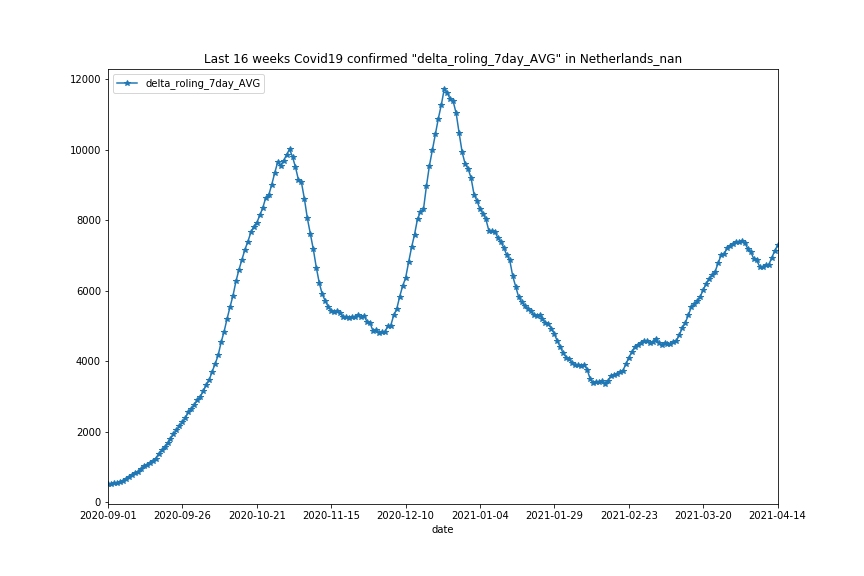 Last 16 weeks Covid19 confirmed "delta_roling_7day_AVG" in Netherlands_nan
delta_roling_7day_AVG
12000
10000
8000
6000
4000
2000
0
2020-09-01 2020-09-26 2020-10-21 2020-11-15 2020-12-10 2021-01-04 2021-01-29 2021-02-23 2021-03-20 2021-04-14
date